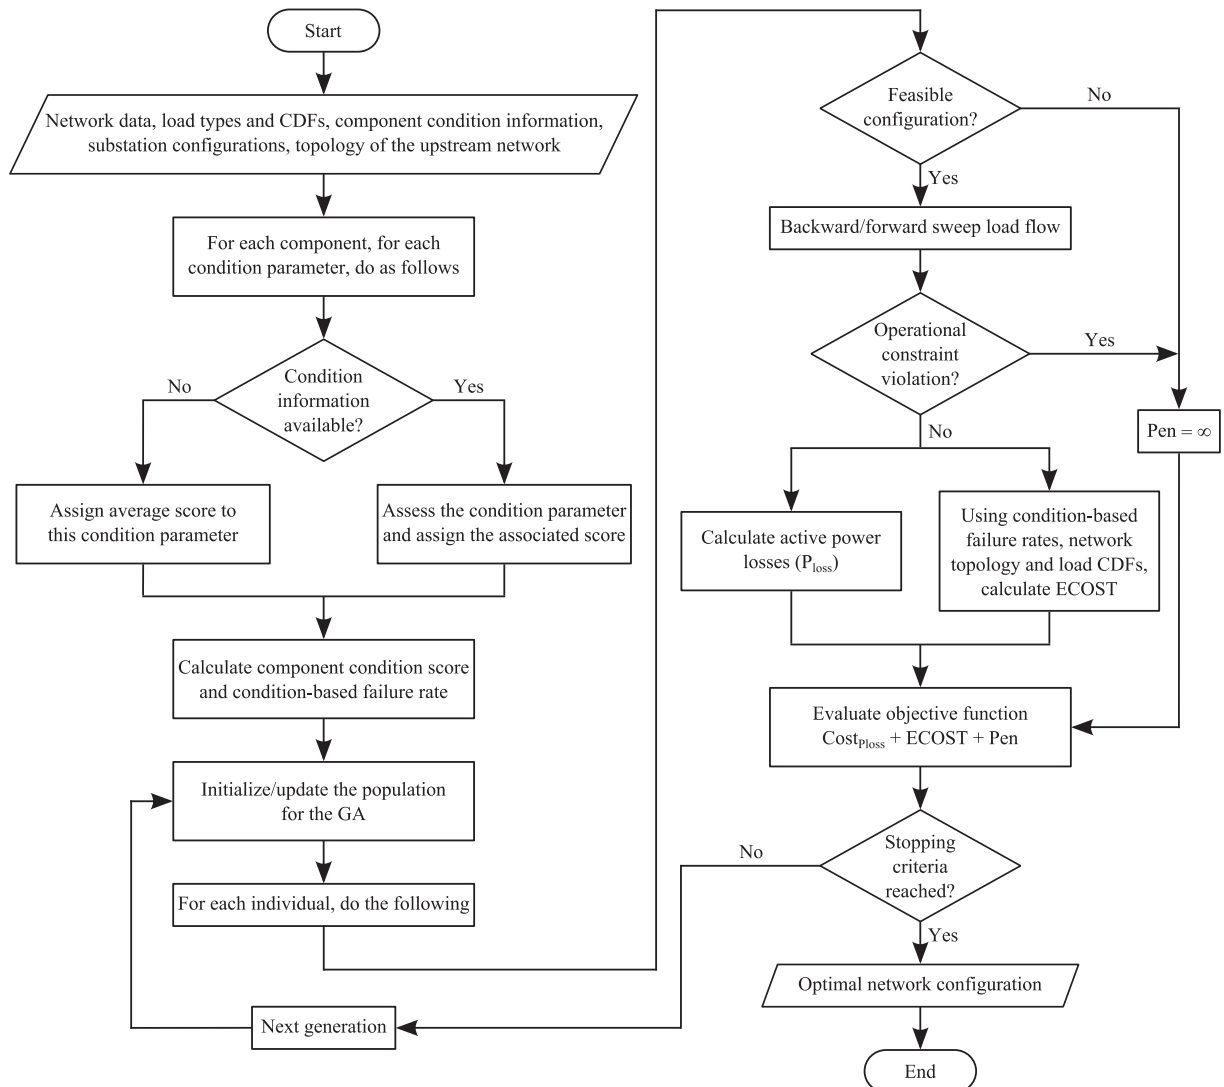 Start
Network data, load types and CDFs, component condition information,
substation configurations, topology of the upstream network
For each component, for each
condition parameter, do as follows
Condition
information
available?
No
Yes
Assign average score to
this condition parameter
Assess the condition parameter
and assign the associated score
Calculate component condition score
and condition-based failure rate
Initialize/update the population
for the GA
For each individual, do the following
Next generation
Feasible
configuration?
No
Yes
Backward/forward sweep load flow
Operational
constraint
violation?
Yes
No
Pen = ∞
Calculate active power
losses (Ploss)
Using condition-based
failure rates, network
topology and load CDFs,
calculate ECOST
Evaluate objective function
CostPloss + ECOST + Pen
Stopping
criteria
reached?
No
Yes
Optimal network configuration
End